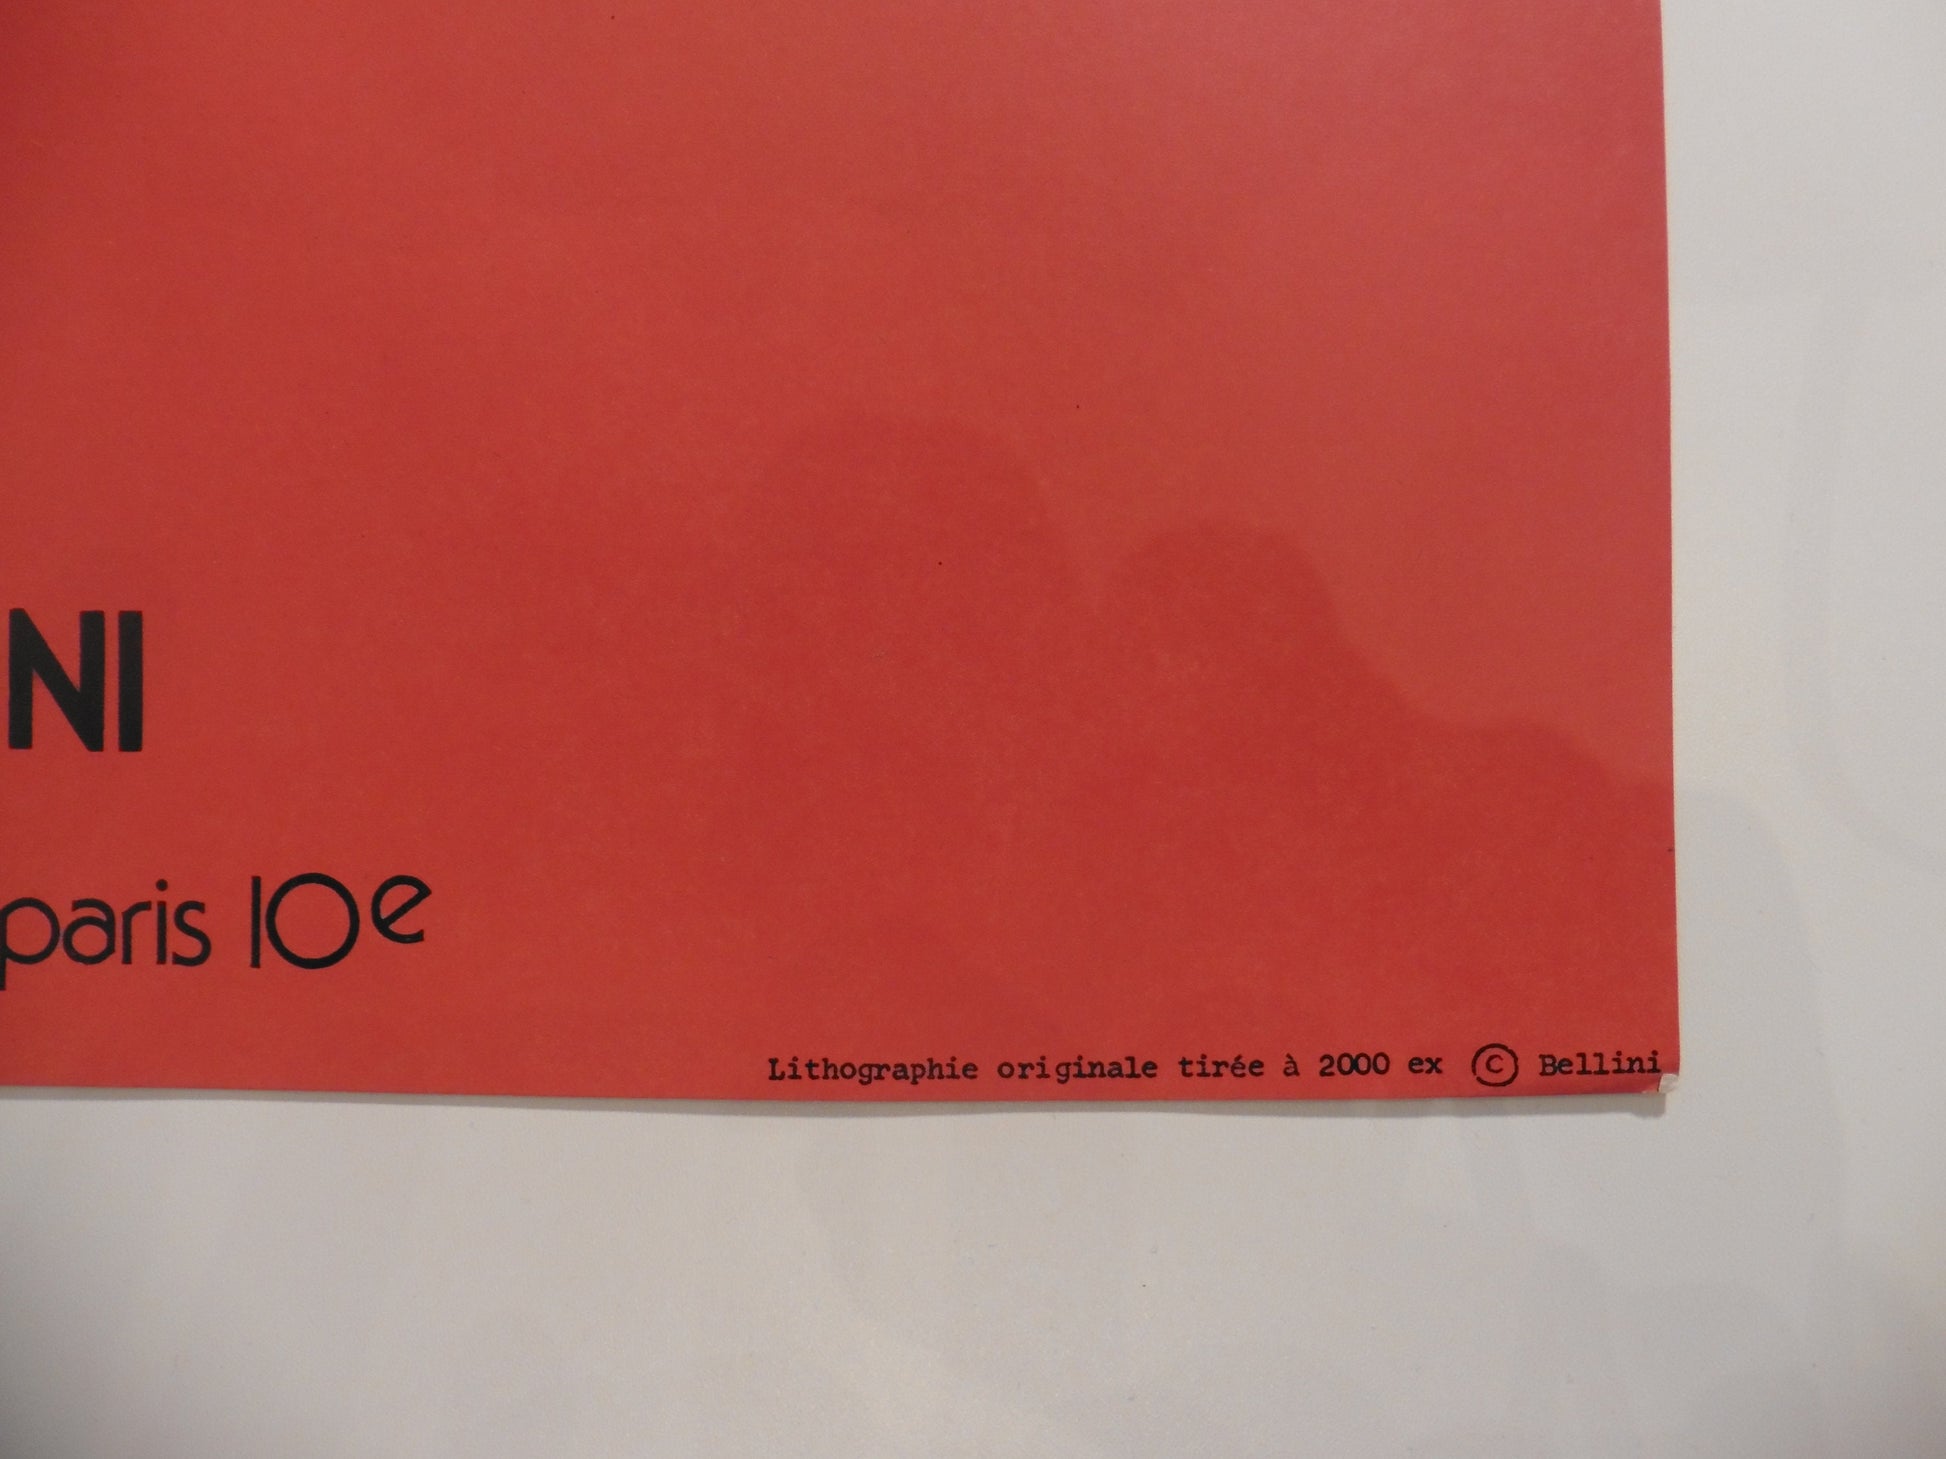 NI
paris 10e
Lithographie originale tirée à 2000 ex © Bellini